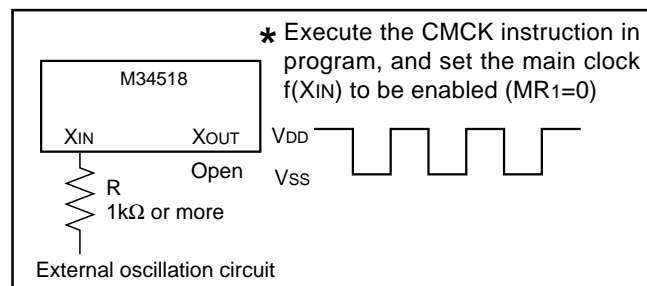 * Execute the CMCK instruction in
program, and set the main clock
f(XIN) to be enabled (MR1=0)
M34518
XIN XOUT
VDD
Open
VSS
R
1kΩ or more
External oscillation circuit